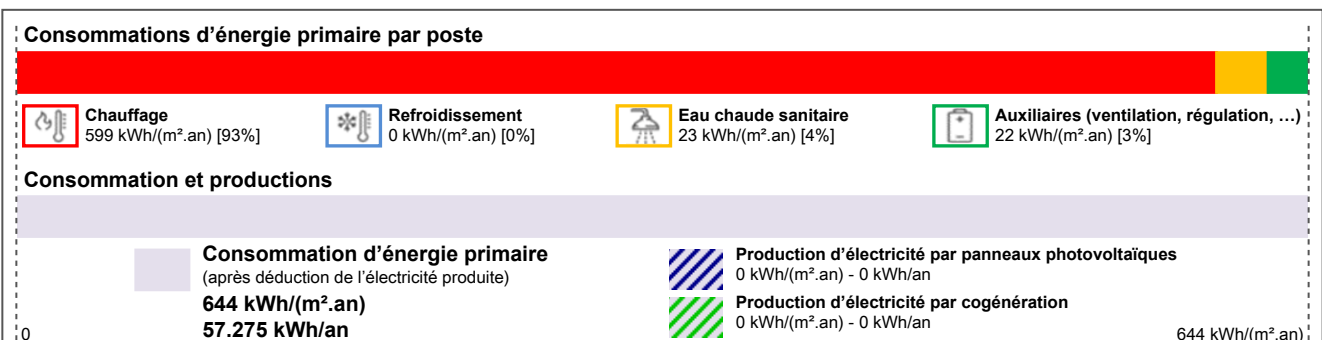 Consommations d’énergie primaire par poste
Chauffage
599 kWh/(m².an) [93%]
Refroidissement
0 kWh/(m².an) [0%]
Eau chaude sanitaire
23 kWh/(m².an) [4%]
Auxiliaires (ventilation, régulation, …)
22 kWh/(m².an) [3%]
Consommation et productions
Consommation d’énergie primaire
(après déduction de l’électricité produite)
644 kWh/(m².an)
57.275 kWh/an
Production d’électricité par panneaux photovoltaïques
0 kWh/(m².an) - 0 kWh/an
Production d’électricité par cogénération
0 kWh/(m².an) - 0 kWh/an
0
644 kWh/(m².an)